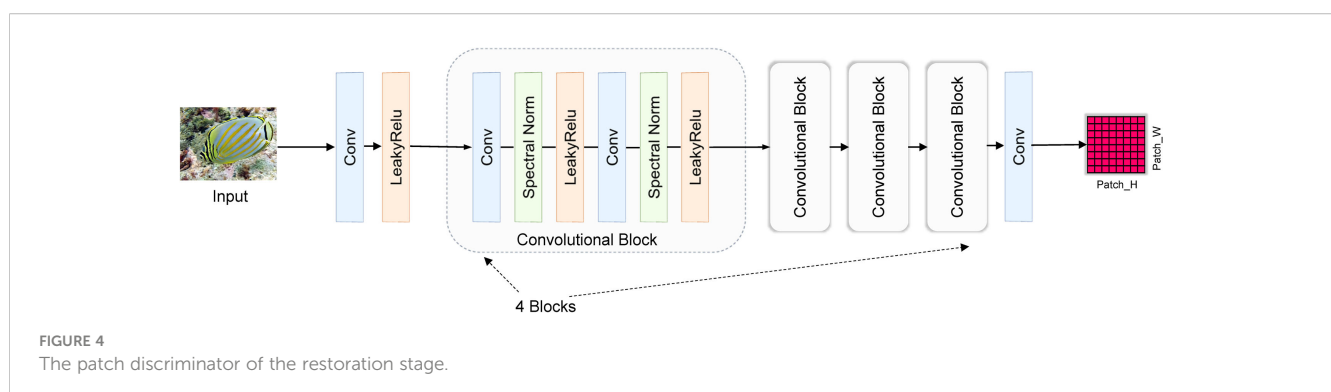 Input
Conv
LeakyRelu
Conv
Spectral Norm
LeakyRelu
Conv
Spectral Norm
LeakyRelu
Convolutional Block
Convolutional Block
Convolutional Block
Convolutional Block
Conv
Patch_W
Patch_H
4 Blocks
FIGURE 4
The patch discriminator of the restoration stage.